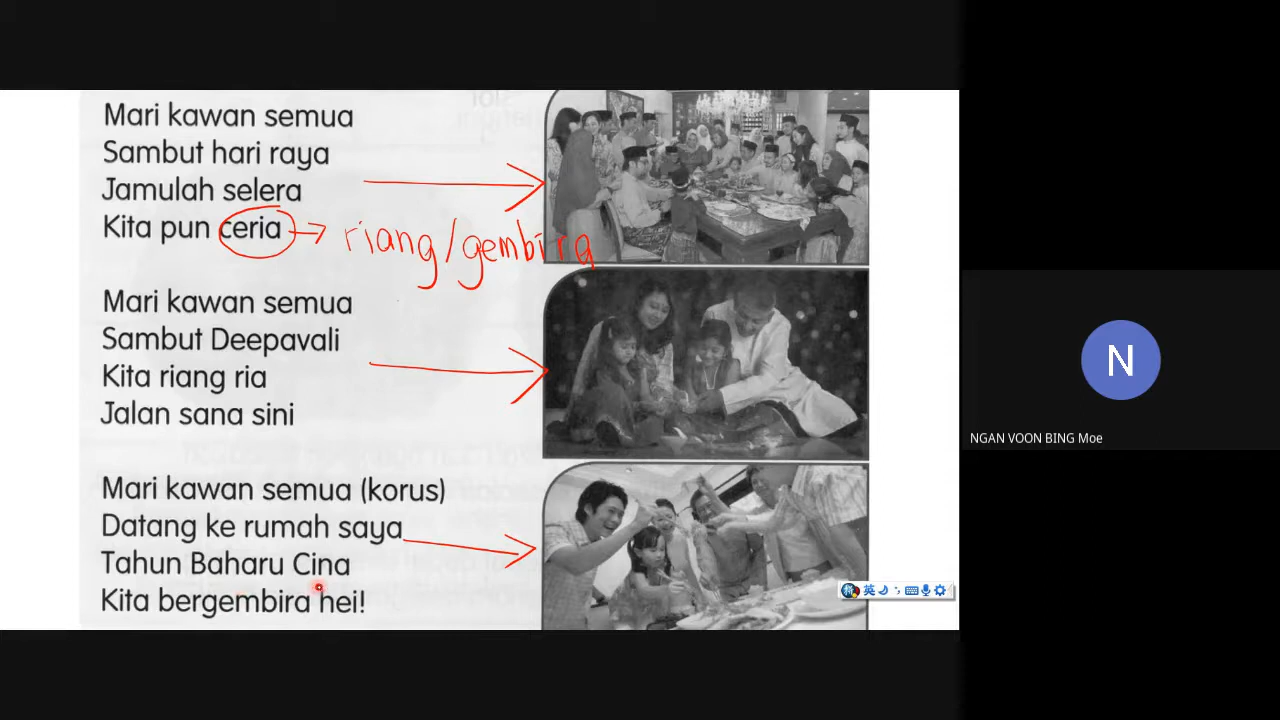 Mari kawan semua
Sambut hari raya
Jamulah selera
Kita pun ceria → riang/gembira
Mari kawan semua
Sambut Deepavali
Kita riang ria
Jalan sana sini
Mari kawan semua (korus)
Datang ke rumah saya
Tahun Baharu Cina
Kita bergembira hei!
英
N
NGAN VOON BING Moe